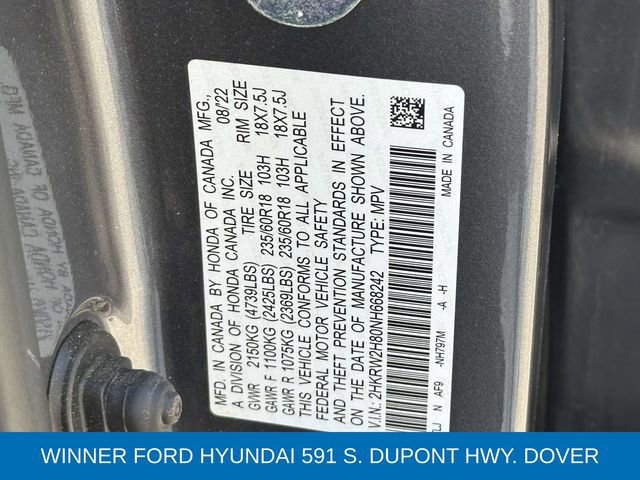 MFD. IN CANADA BY HONDA OF CANADA MFG.,
A DIVISION OF HONDA CANADA INC. 08/22
TIRE SIZE RIM SIZE
GVWR 2150KG (4739LBS)
GAWR F 1100KG (2425LBS) 235/60R18 103H 18X7.5J
GAWR R 1075KG (2369LBS) 235/60R18 103H 18X7.5J
THIS VEHICLE CONFORMS TO ALL APPLICABLE
FEDERAL MOTOR VEHICLE SAFETY
AND THEFT PREVENTION STANDARDS IN EFFECT
ON THE DATE OF MANUFACTURE SHOWN ABOVE.
V.I.N.: 2HKRW2H80NH668242 TYPE: MPV
N AF9 -NH797M -A -H MADE IN CANADA
WINNER FORD HYUNDAI 591 S. DUPONT HWY. DOVER